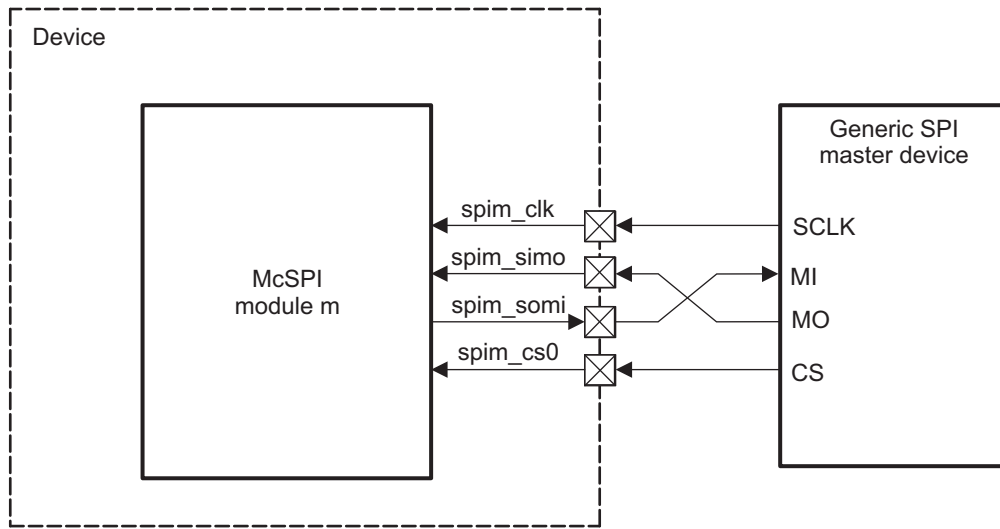 Device
Generic SPI
master device
McSPI
module m
spim_clk
spim_simo
spim_somi
spim_cs0
SCLK
MI
MO
CS